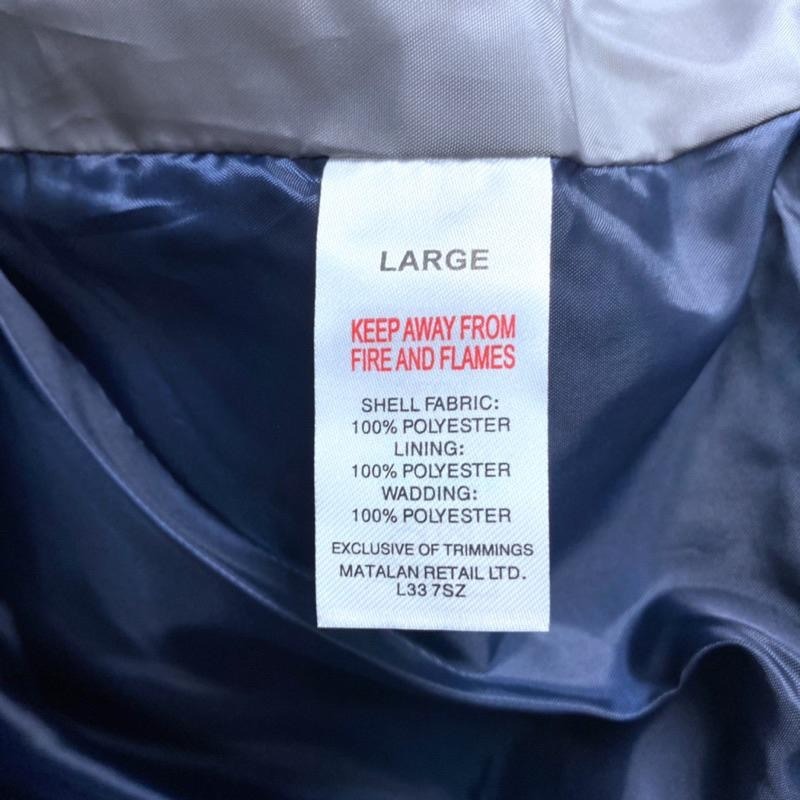 LARGE
KEEP AWAY FROM
FIRE AND FLAMES
SHELL FABRIC:
100% POLYESTER
LINING:
100% POLYESTER
WADDING:
100% POLYESTER
EXCLUSIVE OF TRIMMINGS
MATALAN RETAIL LTD.
L33 7SZ